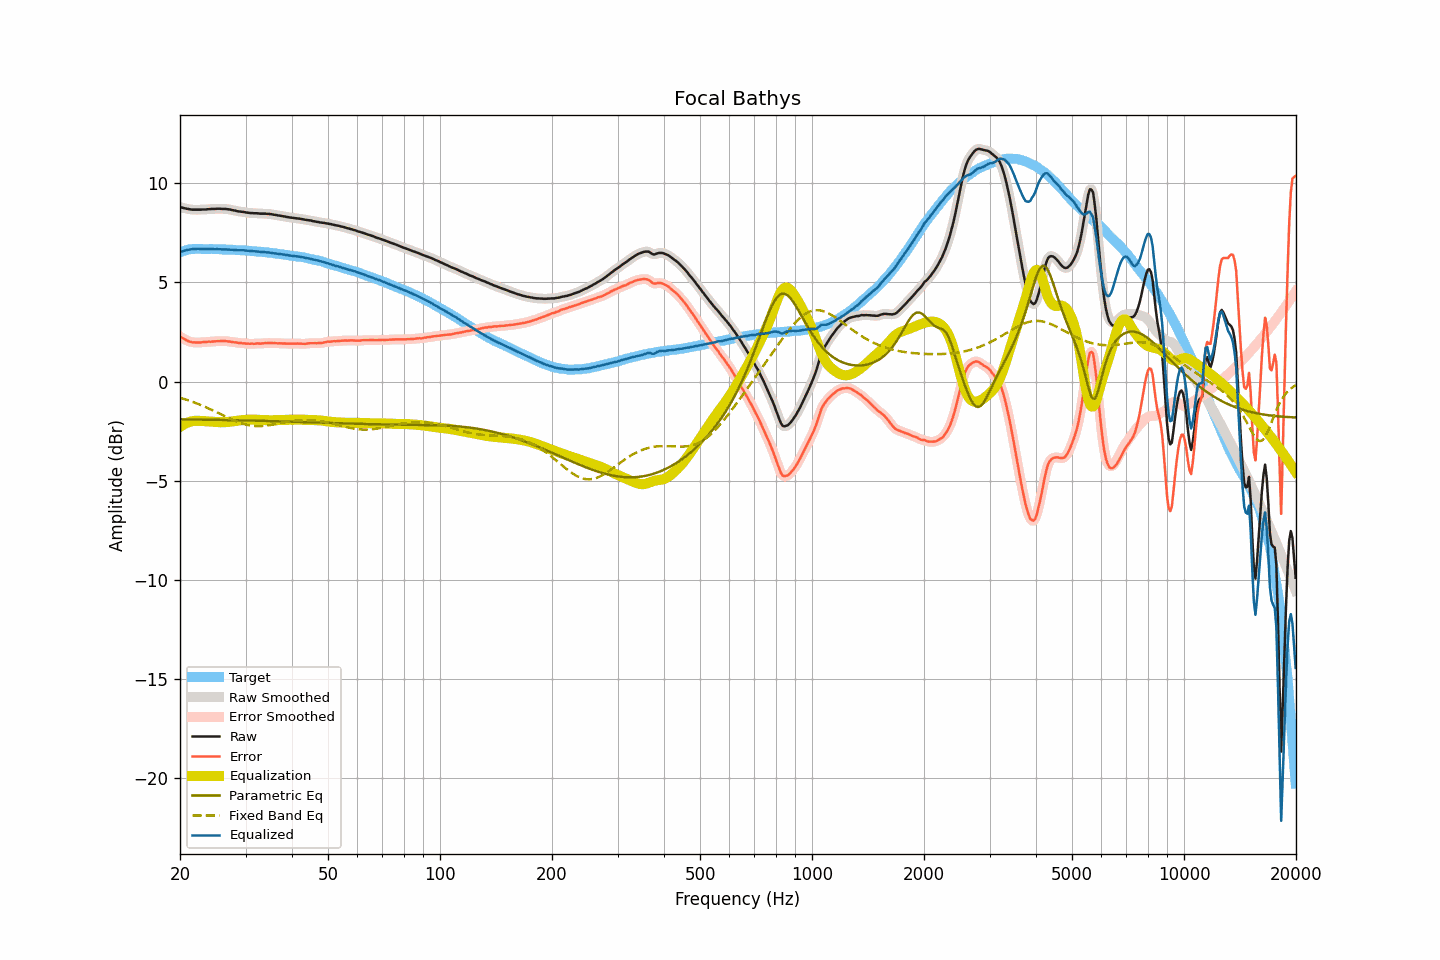 Focal Bathys
Amplitude (dBr)
10
5
0
−5
−10
−15
−20
Target
Raw Smoothed
Error Smoothed
Raw
Error
Equalization
Parametric Eq
Fixed Band Eq
Equalized
20 50 100 200 500 1000 2000 5000 10000 20000
Frequency (Hz)